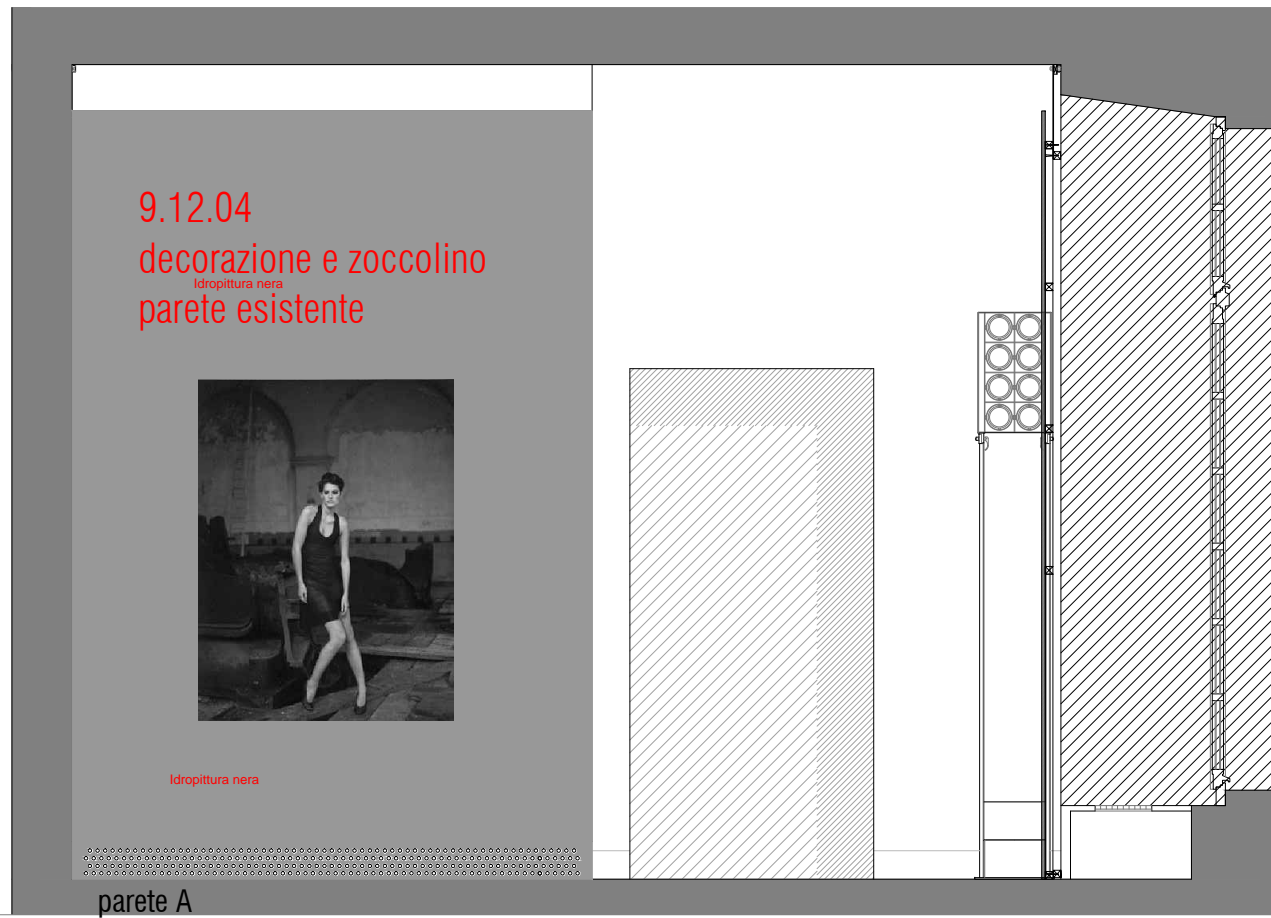 9.12.04
decorazione e zoccolino
Idropittura nera
parete esistente
Idropittura nera
parete A